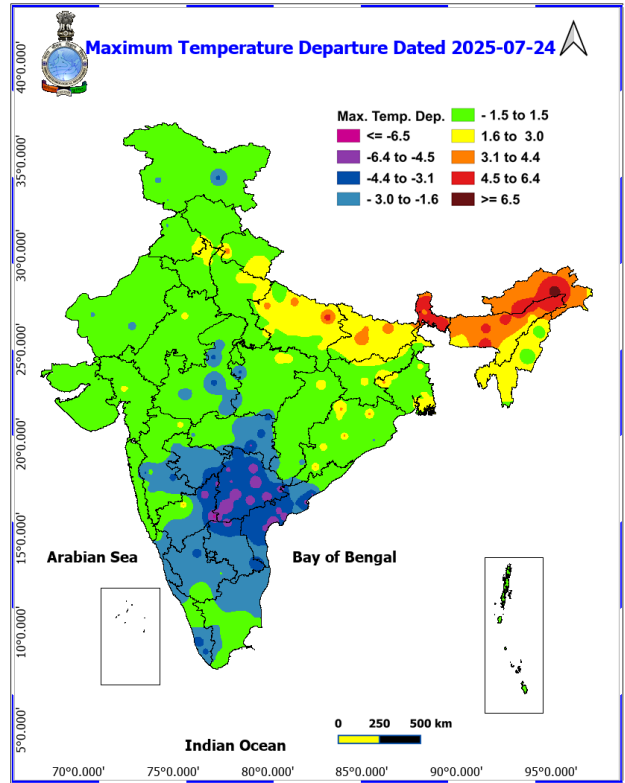 Maximum Temperature Departure Dated 2025-07-24
Max. Temp. Dep.
<= -6.5
-6.4 to -4.5
-4.4 to -3.1
- 3.0 to -1.6
- 1.5 to 1.5
1.6 to 3.0
3.1 to 4.4
4.5 to 6.4
>= 6.5
40°0.000'
35°0.000'
30°0.000'
25°0.000'
20°0.000'
15°0.000'
10°0.000'
5°0.000'
Arabian Sea
Bay of Bengal
Indian Ocean
0 250 500 km
70°0.000' 75°0.000' 80°0.000' 85°0.000' 90°0.000' 95°0.000'